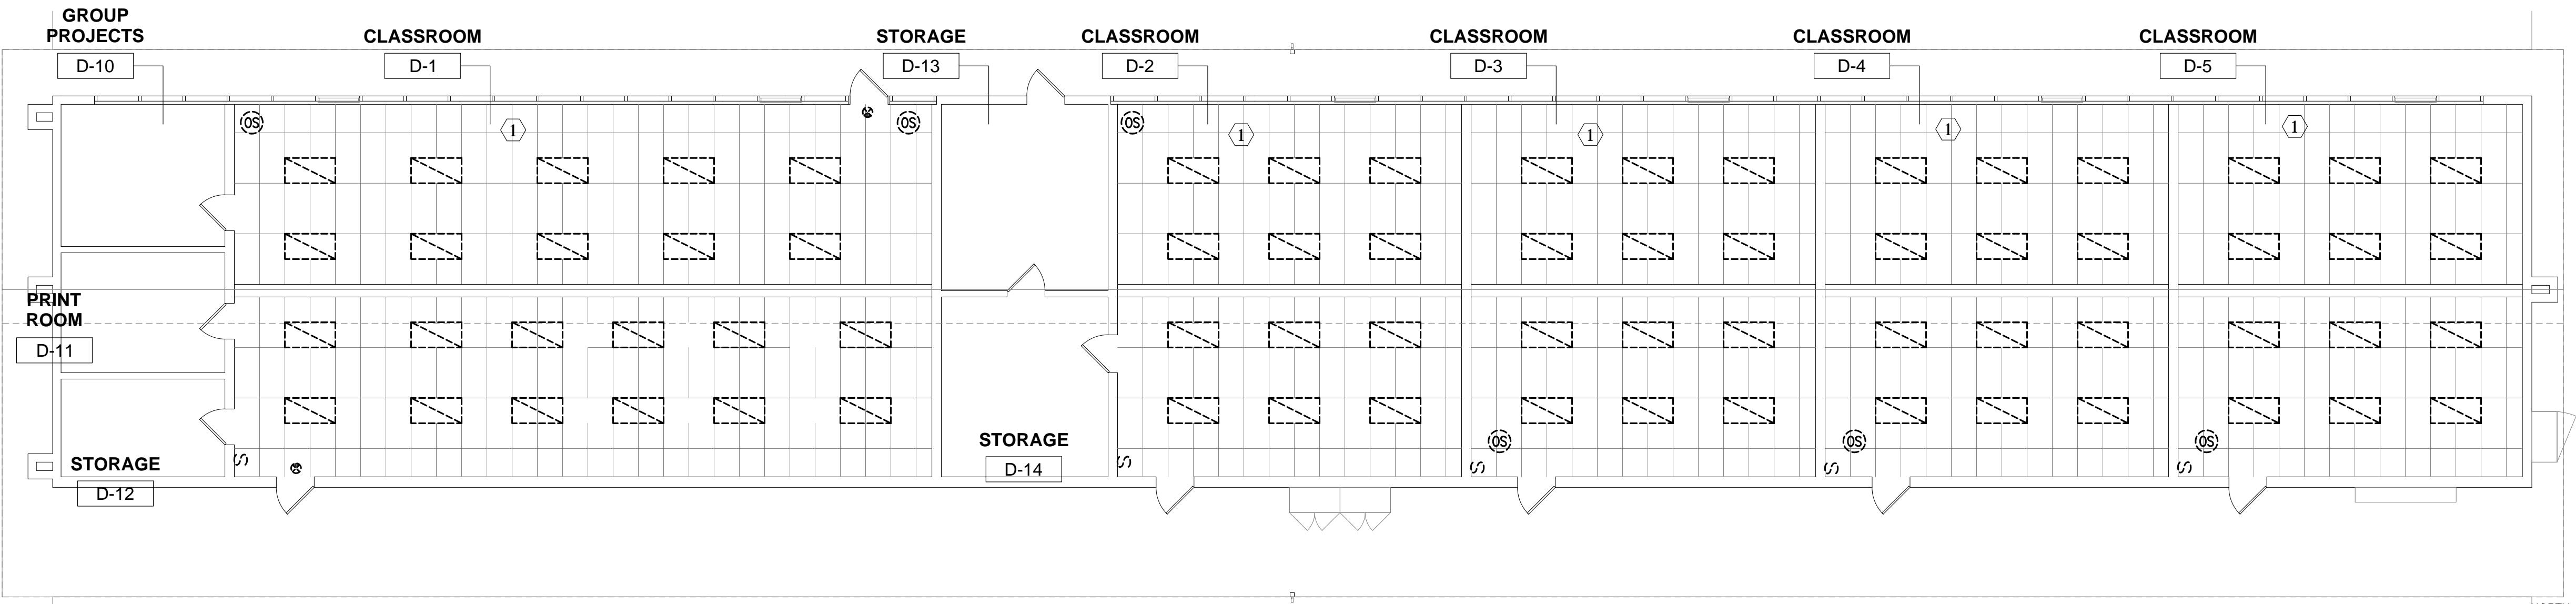 GROUP
PROJECTS
D-10
CLASSROOM
D-1
STORAGE
D-13
CLASSROOM
D-2
CLASSROOM
D-3
CLASSROOM
D-4
CLASSROOM
D-5
OS
1
OS
OS
1
1
1
1
PRINT
ROOM
D-11
STORAGE
D-12
S
STORAGE
D-14
S
OS
S
OS
S
OS
S